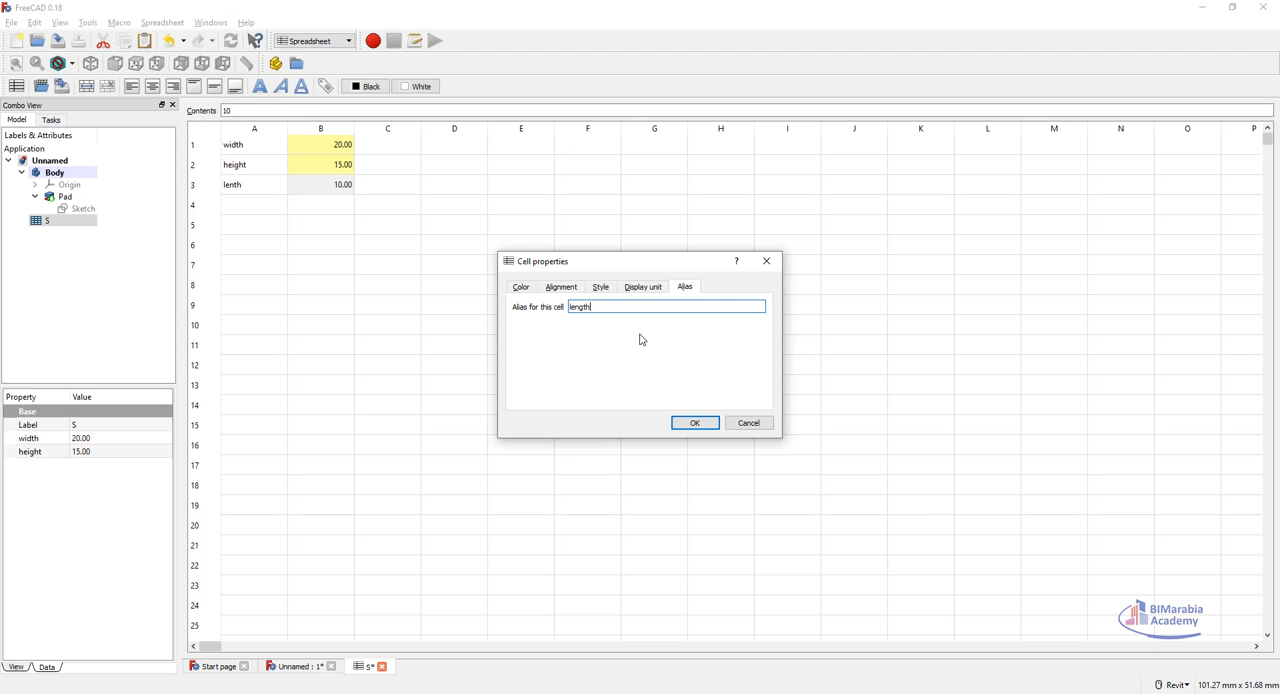 FreeCAD 0.18
File Edit View Tools Macro Spreadsheet Windows Help
Spreadsheet
Black White
Combo View
Contents 10
Model Tasks
Labels & Attributes
Application
Unnamed
Body
Origin
Pad
Sketch
S
A B C D E F G H I J K L M N O P
1 width 20.00
2 height 15.00
3 lenth 10.00
4
5
6
7
8
9
10
11
12
13
14
15
16
17
18
19
20
21
22
23
24
25
Cell properties ?
Color Alignment Style Display unit Alias
Alias for this cell length
OK Cancel
Property Value
Base
Label S
width 20.00
height 15.00
BIMarabia
Academy
View Data
Start page Unnamed : 1* S*
Revit 101.27 mm x 51.68 mm